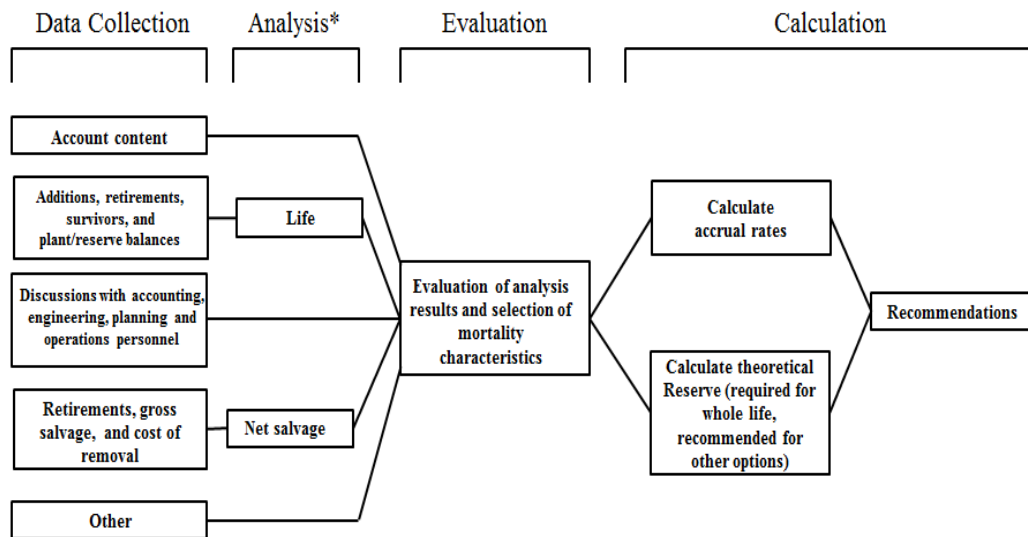 Data Collection
Analysis*
Evaluation
Calculation
Account content
Additions, retirements,
survivors, and
plant/reserve balances
Life
Discussions with accounting,
engineering, planning and
operations personnel
Retirements, gross
salvage, and cost of
removal
Net salvage
Other
Evaluation of analysis
results and selection of
mortality
characteristics
Calculate
accrual rates
Calculate theoretical
Reserve (required for
whole life,
recommended for
other options)
Recommendations